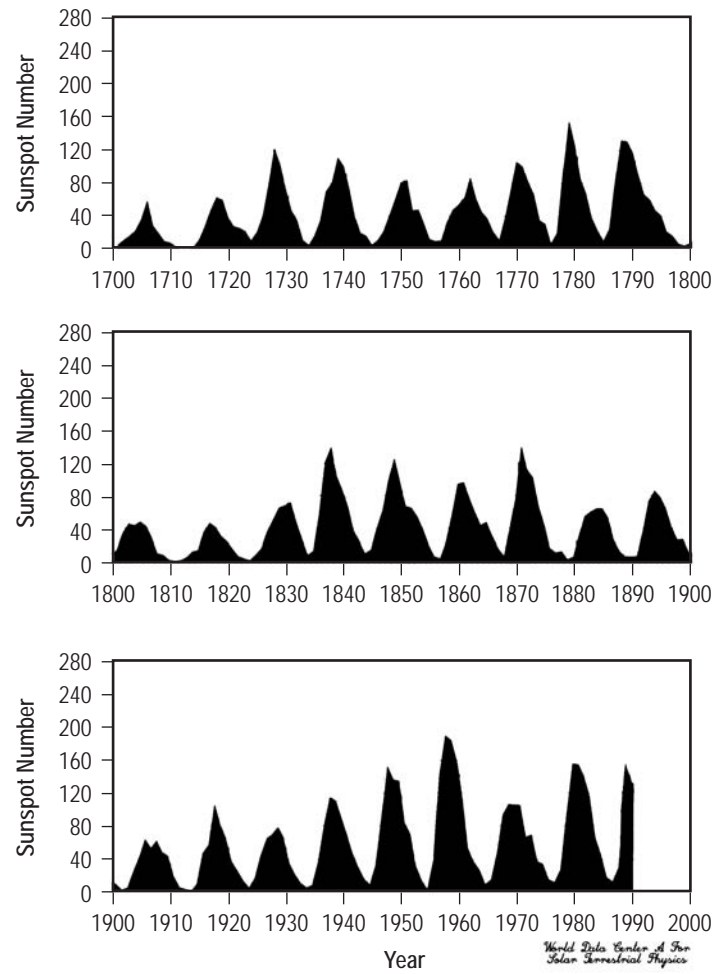 Sunspot Number
280
240
200
160
120
80
40
0
1700 1710 1720 1730 1740 1750 1760 1770 1780 1790 1800
Sunspot Number
280
240
200
160
120
80
40
0
1800 1810 1820 1830 1840 1850 1860 1870 1880 1890 1900
Sunspot Number
280
240
200
160
120
80
40
0
1900 1910 1920 1930 1940 1950 1960 1970 1980 1990 2000
Year
World Data Center A For
Solar Terrestrial Physics